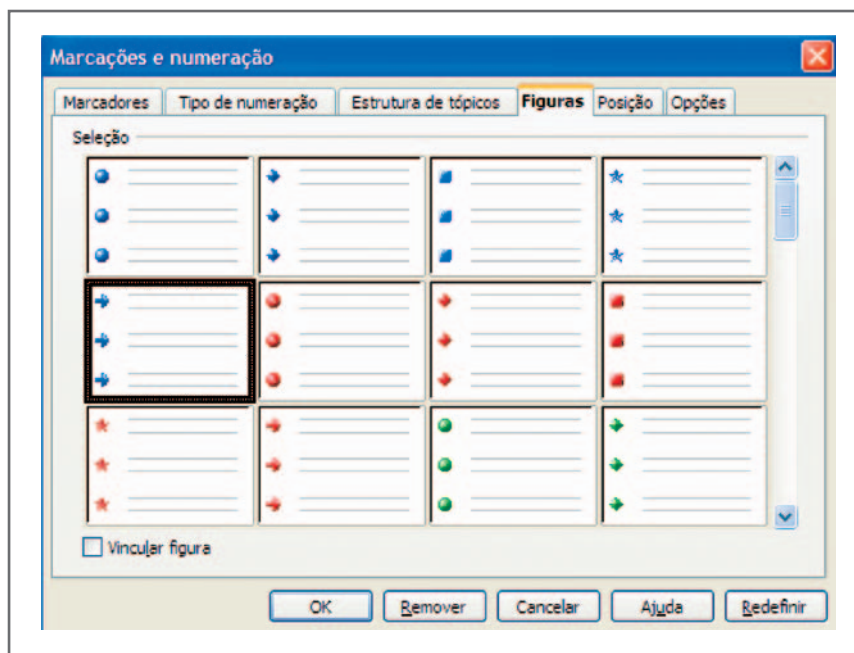 Marcações e numeração
Marcadores Tipo de numeração Estrutura de tópicos Figuras Posição Opções
Seleção
Vincular figura
OK Remover Cancelar Ajuda Redefinir